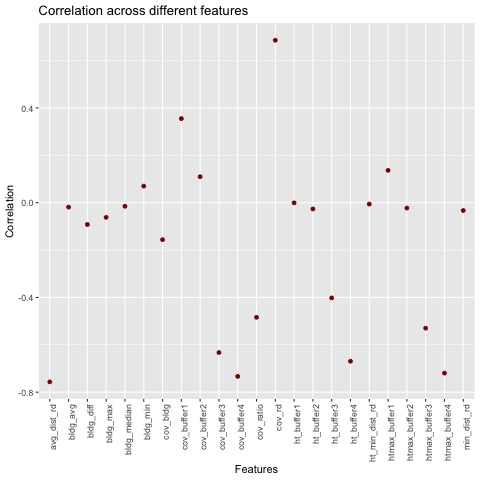 Correlation across different features
Correlation
0.4
0.0
-0.4
-0.8
avg_dist_rd
bldg_avg
bldg_diff
bldg_max
bldg_median
bldg_min
cov_bldg
cov_buffer1
cov_buffer2
cov_buffer3
cov_buffer4
cov_ratio
cov_rd
ht_buffer1
ht_buffer2
ht_buffer3
ht_buffer4
ht_min_dist_rd
htmax_buffer1
htmax_buffer2
htmax_buffer3
htmax_buffer4
min_dist_rd
Features